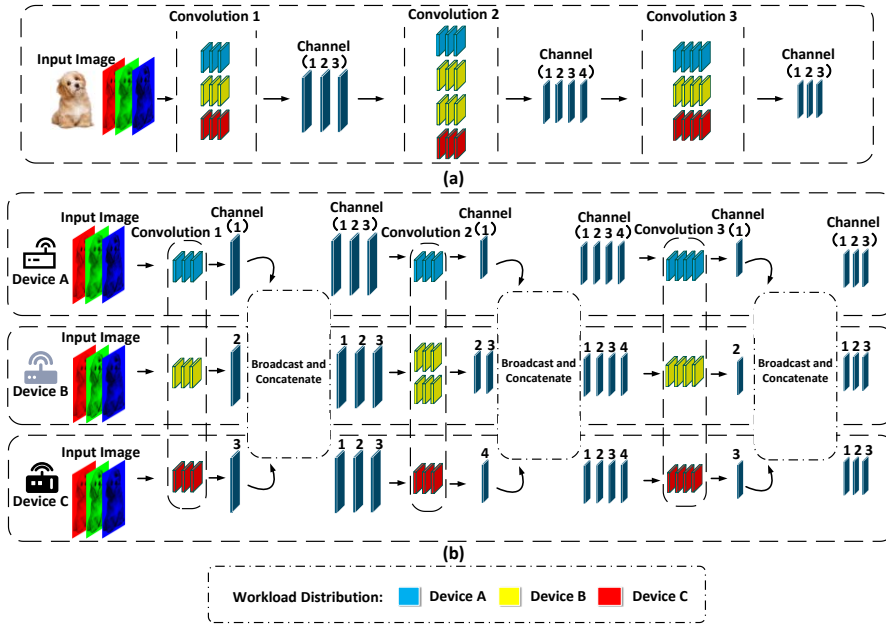 Convolution 1
Convolution 2
Convolution 3
Input Image
Channel
(1 2 3)
Channel
(1 2 3 4)
Channel
(1 2 3)
(a)
Input Image
Convolution 1
Channel
(1)
Channel
(1 2 3)
Convolution 2
Channel
(1)
Channel
(1 2 3 4)
Convolution 3
Channel
(1)
Channel
(1 2 3)
Device A
Input Image
2
Broadcast and
Concatenate
1 2 3
2 3
Broadcast and
Concatenate
1 2 3 4
2
Broadcast and
Concatenate
1 2 3
Device B
Input Image
3
1 2 3
4
1 2 3 4
3
1 2 3
Device C
(b)
Workload Distribution: Device A Device B Device C